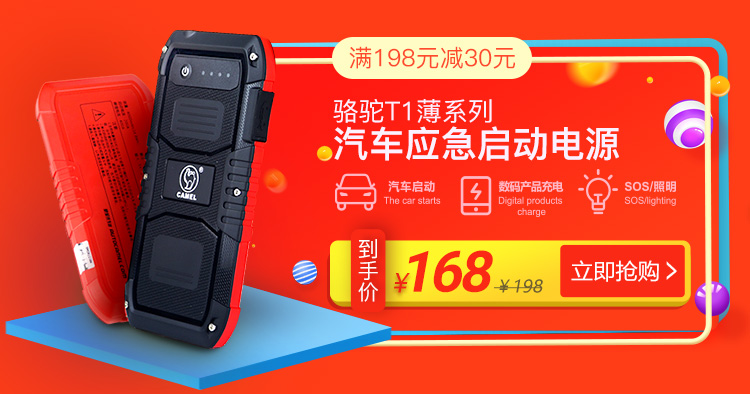 满198元减30元
骆驼T1薄系列
汽车应急启动电源
汽车启动
The car starts
数码产品充电
Digital products
charge
SOS/照明
SOS/lighting
到手价
¥168
¥198
立即抢购 >
CAMEL